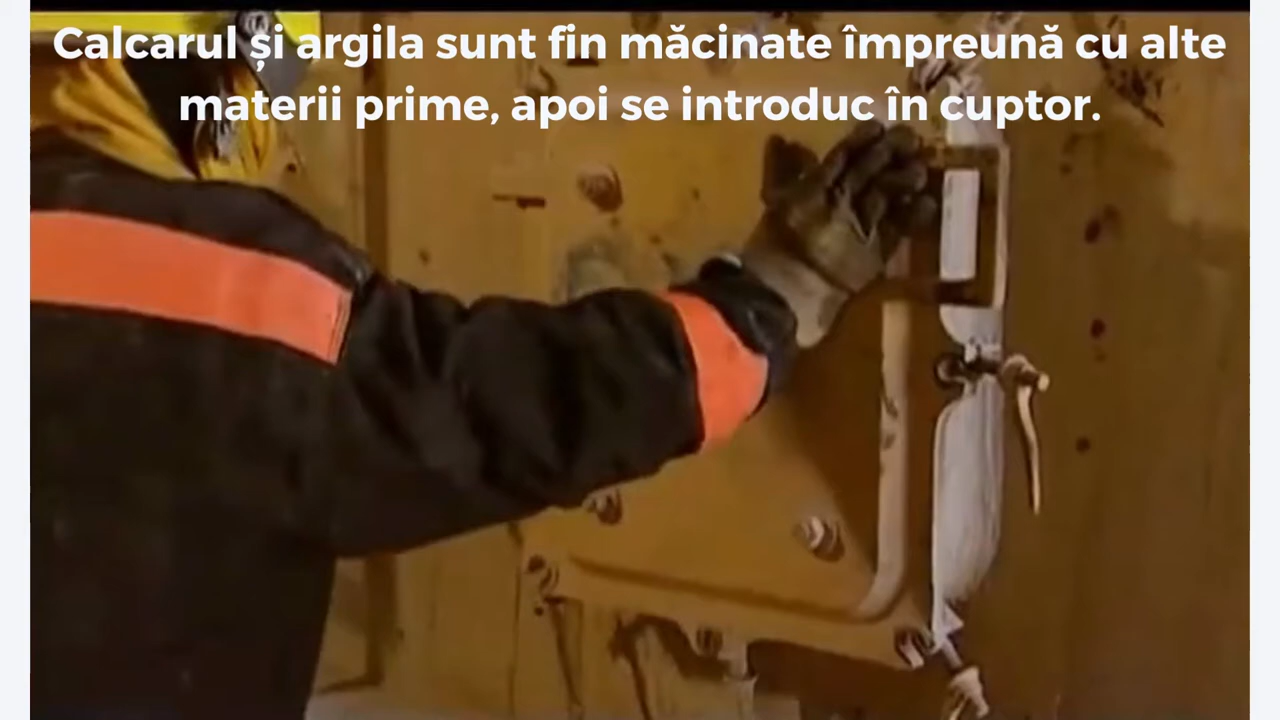 Calcarul și argila sunt fin măcinate împreună cu alte
materii prime, apoi se introduc în cuptor.